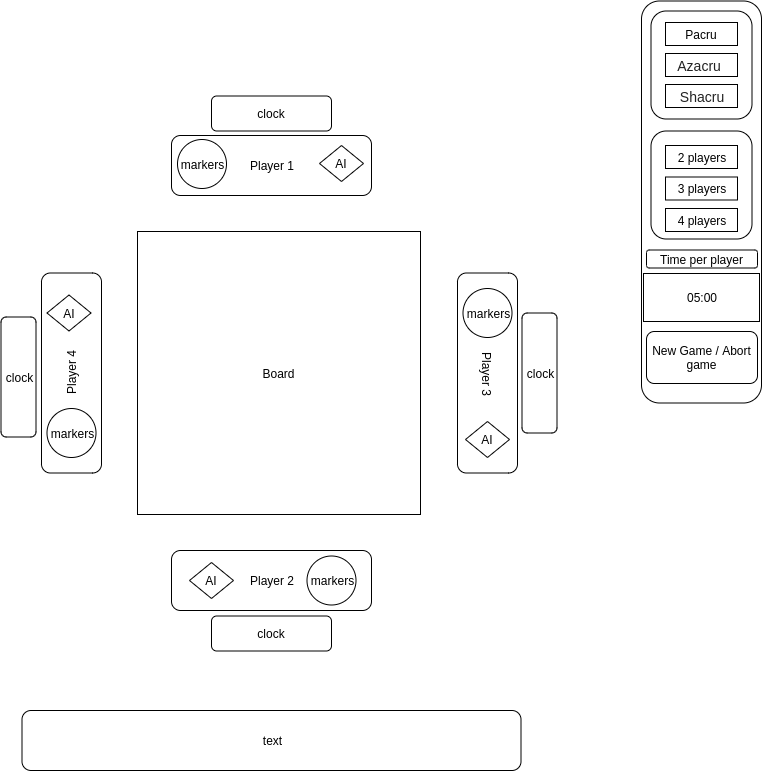 Pacru
Azacru
Shacru
2 players
3 players
4 players
Time per player
05:00
New Game / Abort
game
clock
markers
Player 1
AI
AI
Player 4
markers
clock
Board
markers
Player 3
AI
clock
AI
Player 2
markers
clock
text